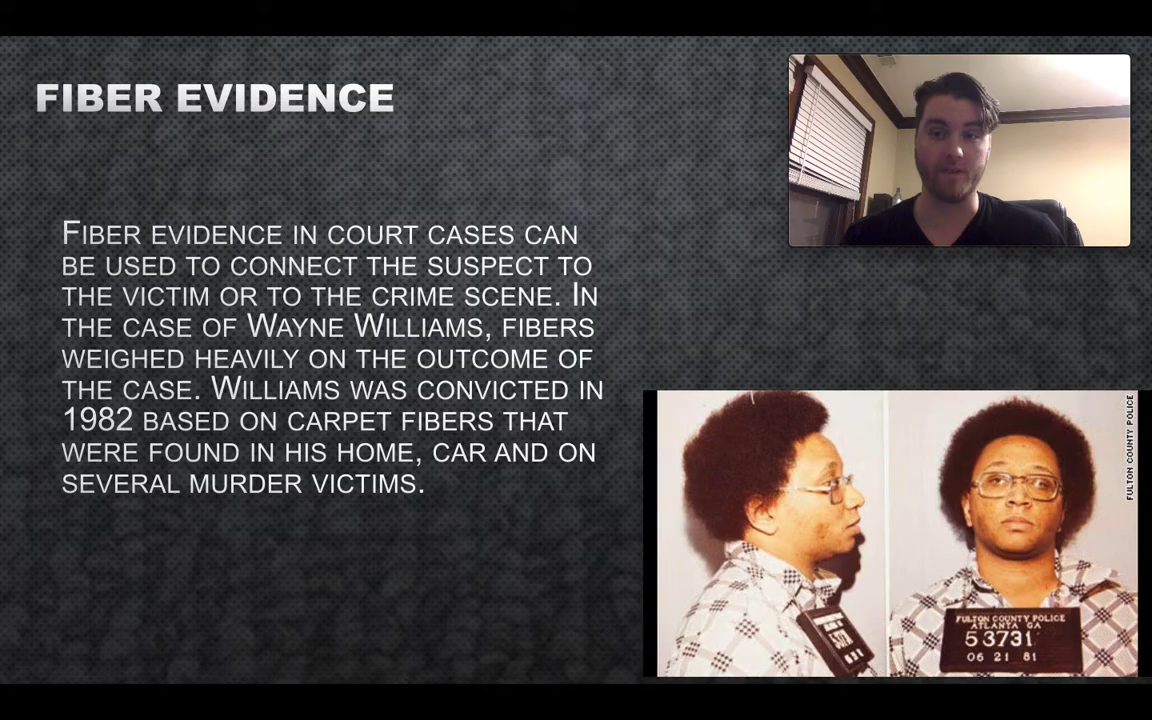 FIBER EVIDENCE
FIBER EVIDENCE IN COURT CASES CAN
BE USED TO CONNECT THE SUSPECT TO
THE VICTIM OR TO THE CRIME SCENE. IN
THE CASE OF WAYNE WILLIAMS, FIBERS
WEIGHED HEAVILY ON THE OUTCOME OF
THE CASE. WILLIAMS WAS CONVICTED IN
1982 BASED ON CARPET FIBERS THAT
WERE FOUND IN HIS HOME, CAR AND ON
SEVERAL MURDER VICTIMS.
FULTON COUNTY POLICE
FULTON COUNTY POLICE
ATLANTA GA
53731
06 21 81